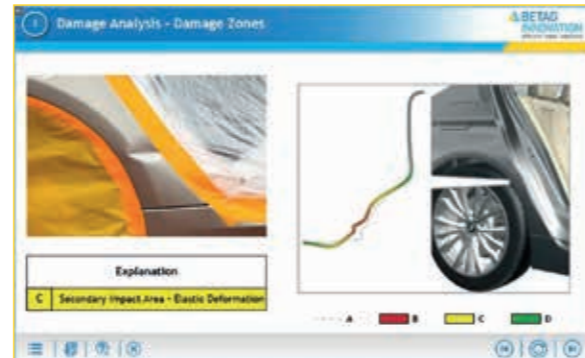 Damage Analysis - Damage Zones
BETAG
INNOVATION
Explanation
C Secondary Impact Area - Elastic Deformation
A B C D